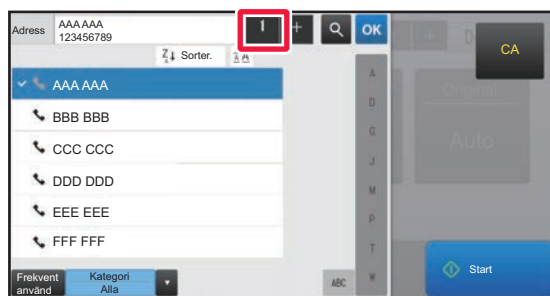 Adress AAA AAA
123456789
1 + OK
CA
Z A Sorter.
AAA AAA
BBB BBB
CCC CCC
DDD DDD
EEE EEE
FFF FFF
A
D
G
J
M
P
T
W
ABC
Original
Auto
Frekvent
använd
Kategori
Alla
Start